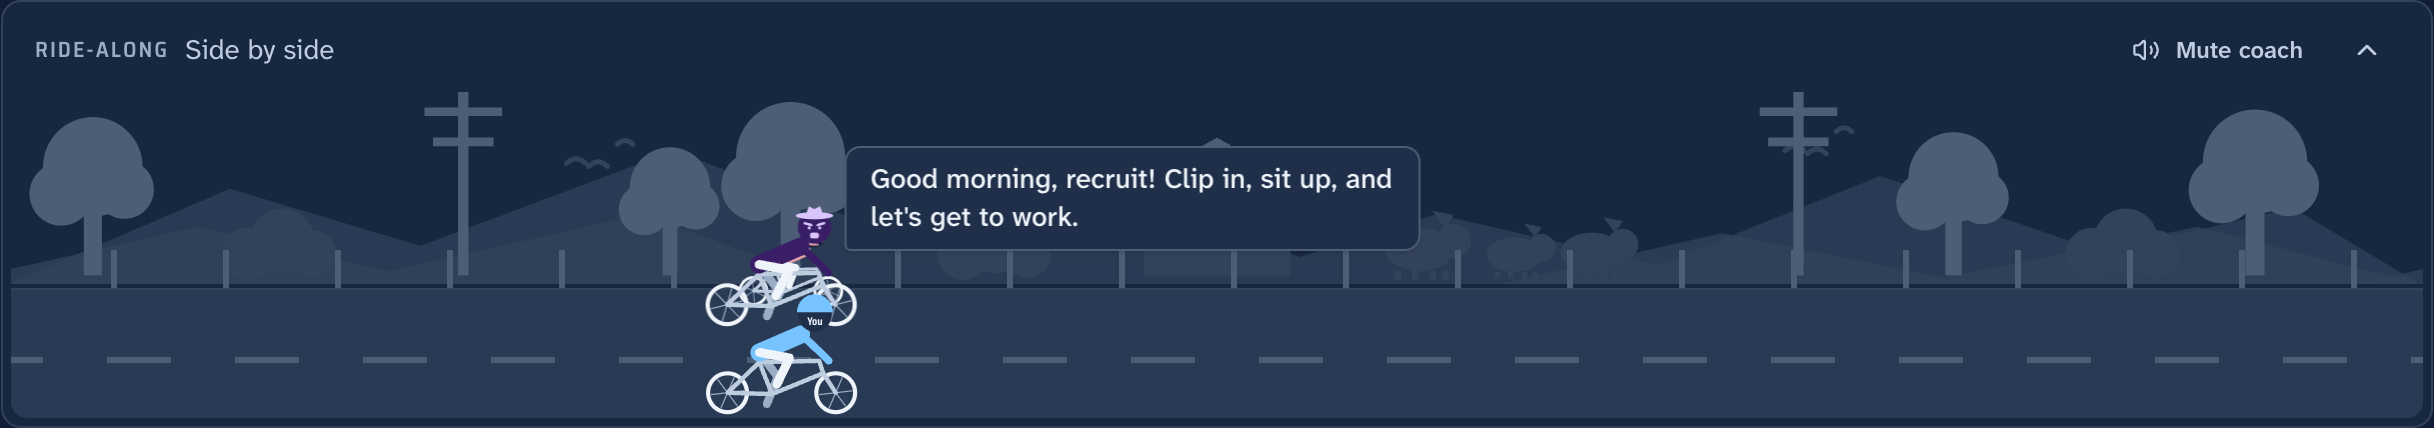 RIDE-ALONG Side by side
Mute coach
Good morning, recruit! Clip in, sit up, and
let's get to work.
You